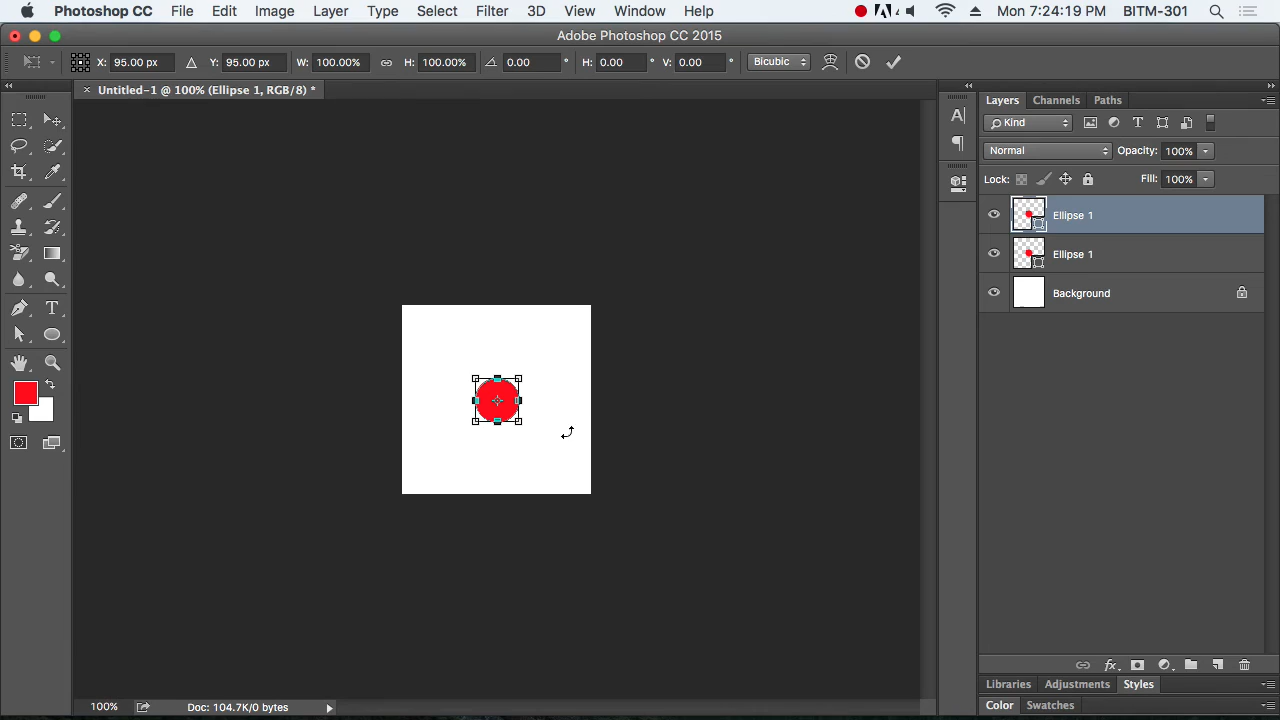 Photoshop CC File Edit Image Layer Type Select Filter 3D View Window Help Mon 7:24:19 PM BITM-301
Adobe Photoshop CC 2015
X: 95.00 px Y: 95.00 px W: 100.00% H: 100.00% 0.00 ° H: 0.00 ° V: 0.00 ° Bicubic
Untitled-1 @ 100% (Ellipse 1, RGB/8) *
Layers Channels Paths
Kind
Normal Opacity: 100%
Lock: Fill: 100%
Ellipse 1
Ellipse 1
Background
Libraries Adjustments Styles
100% Doc: 104.7K/0 bytes
Color Swatches